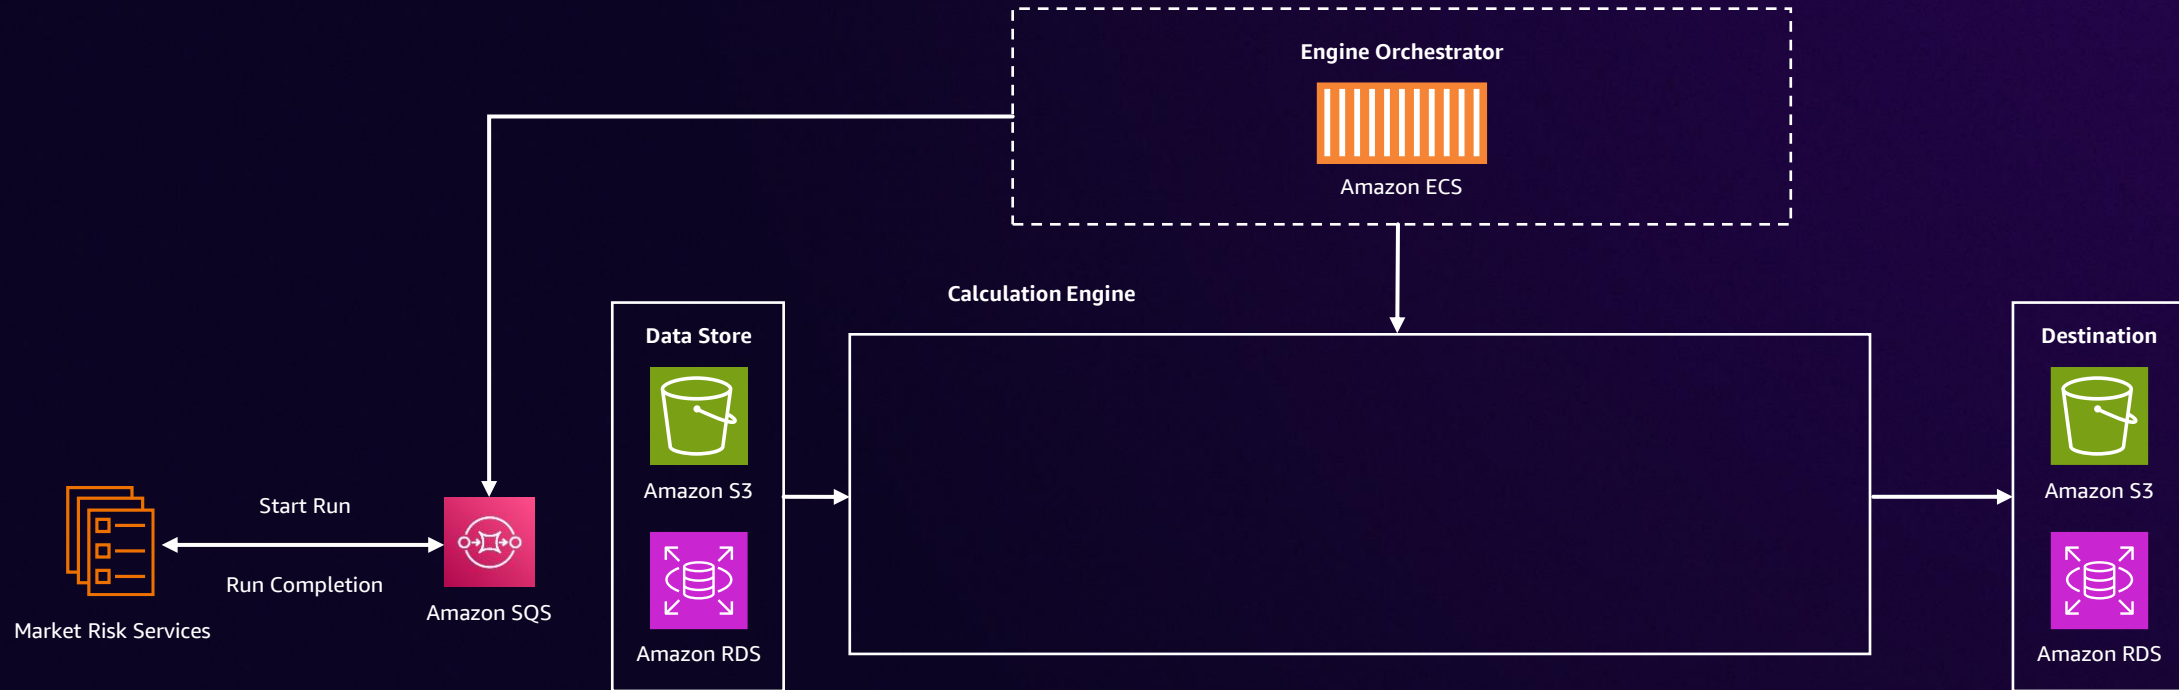 Engine Orchestrator
Amazon ECS
Calculation Engine
Data Store
Amazon S3
Amazon RDS
Destination
Amazon S3
Amazon RDS
Start Run
Run Completion
Market Risk Services
Amazon SQS